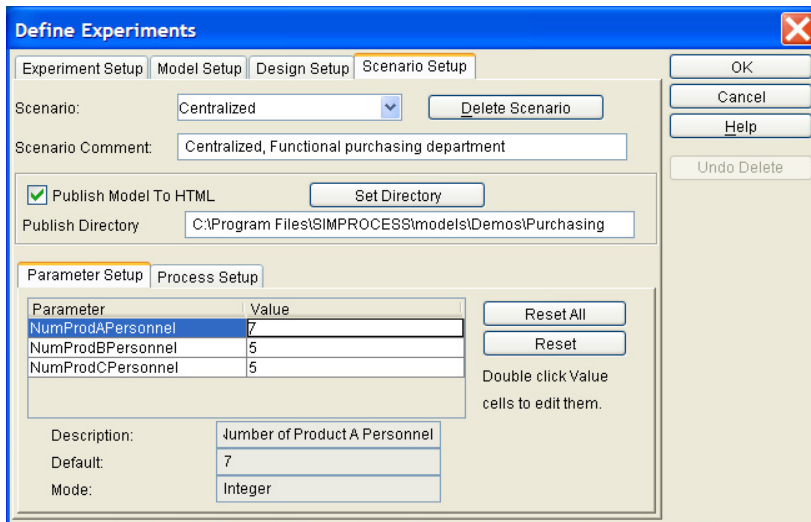 Define Experiments
Experiment Setup Model Setup Design Setup Scenario Setup
OK
Scenario: Centralized Delete Scenario
Cancel
Help
Scenario Comment: Centralized, Functional purchasing department
Undo Delete
Publish Model To HTML Set Directory
Publish Directory C:\Program Files\SIMPROCESS\models\Demos\Purchasing
Parameter Setup Process Setup
Parameter Value
NumProdAPersonnel 7
NumProdBPersonnel 5
NumProdCPersonnel 5
Reset All
Reset
Double click Value
cells to edit them.
Description: Number of Product A Personnel
Default: 7
Mode: Integer